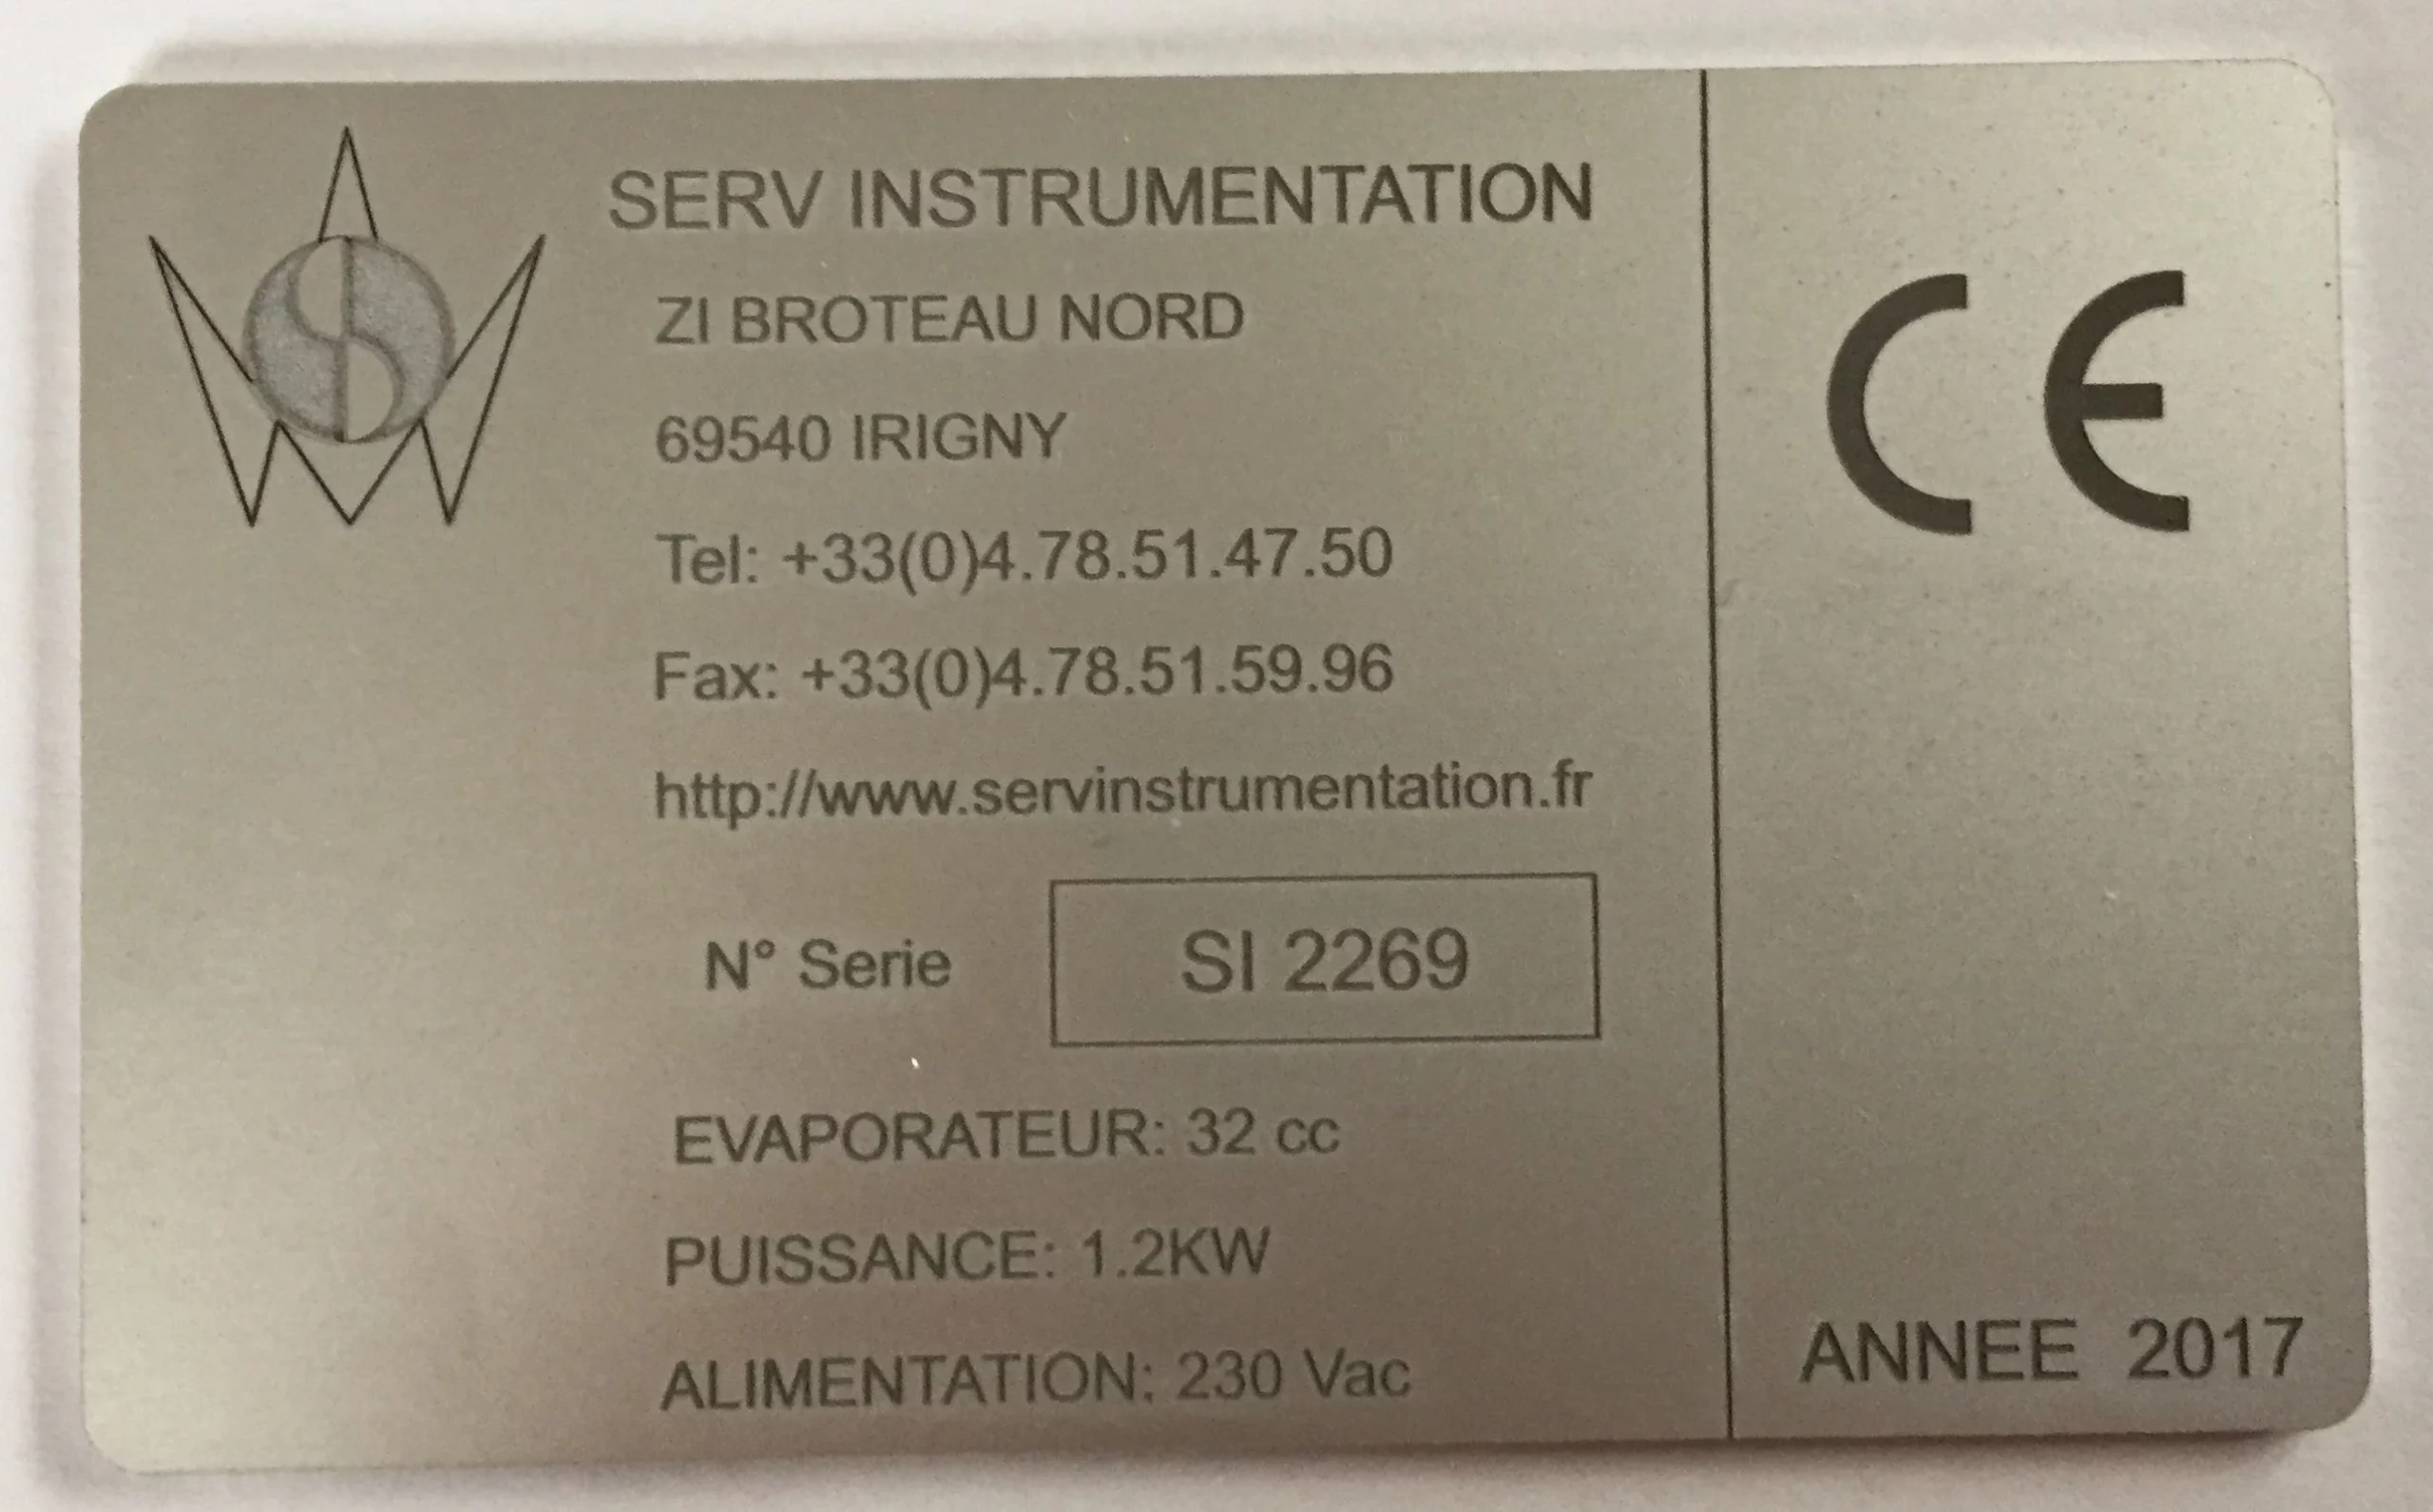 SERV INSTRUMENTATION
ZI BROTEAU NORD
69540 IRIGNY
Tel: +33(0)4.78.51.47.50
Fax: +33(0)4.78.51.59.96
http://www.servinstrumentation.fr
N° Serie SI 2269
EVAPORATEUR: 32 cc
PUISSANCE: 1.2KW
ALIMENTATION: 230 Vac
CE
ANNEE 2017